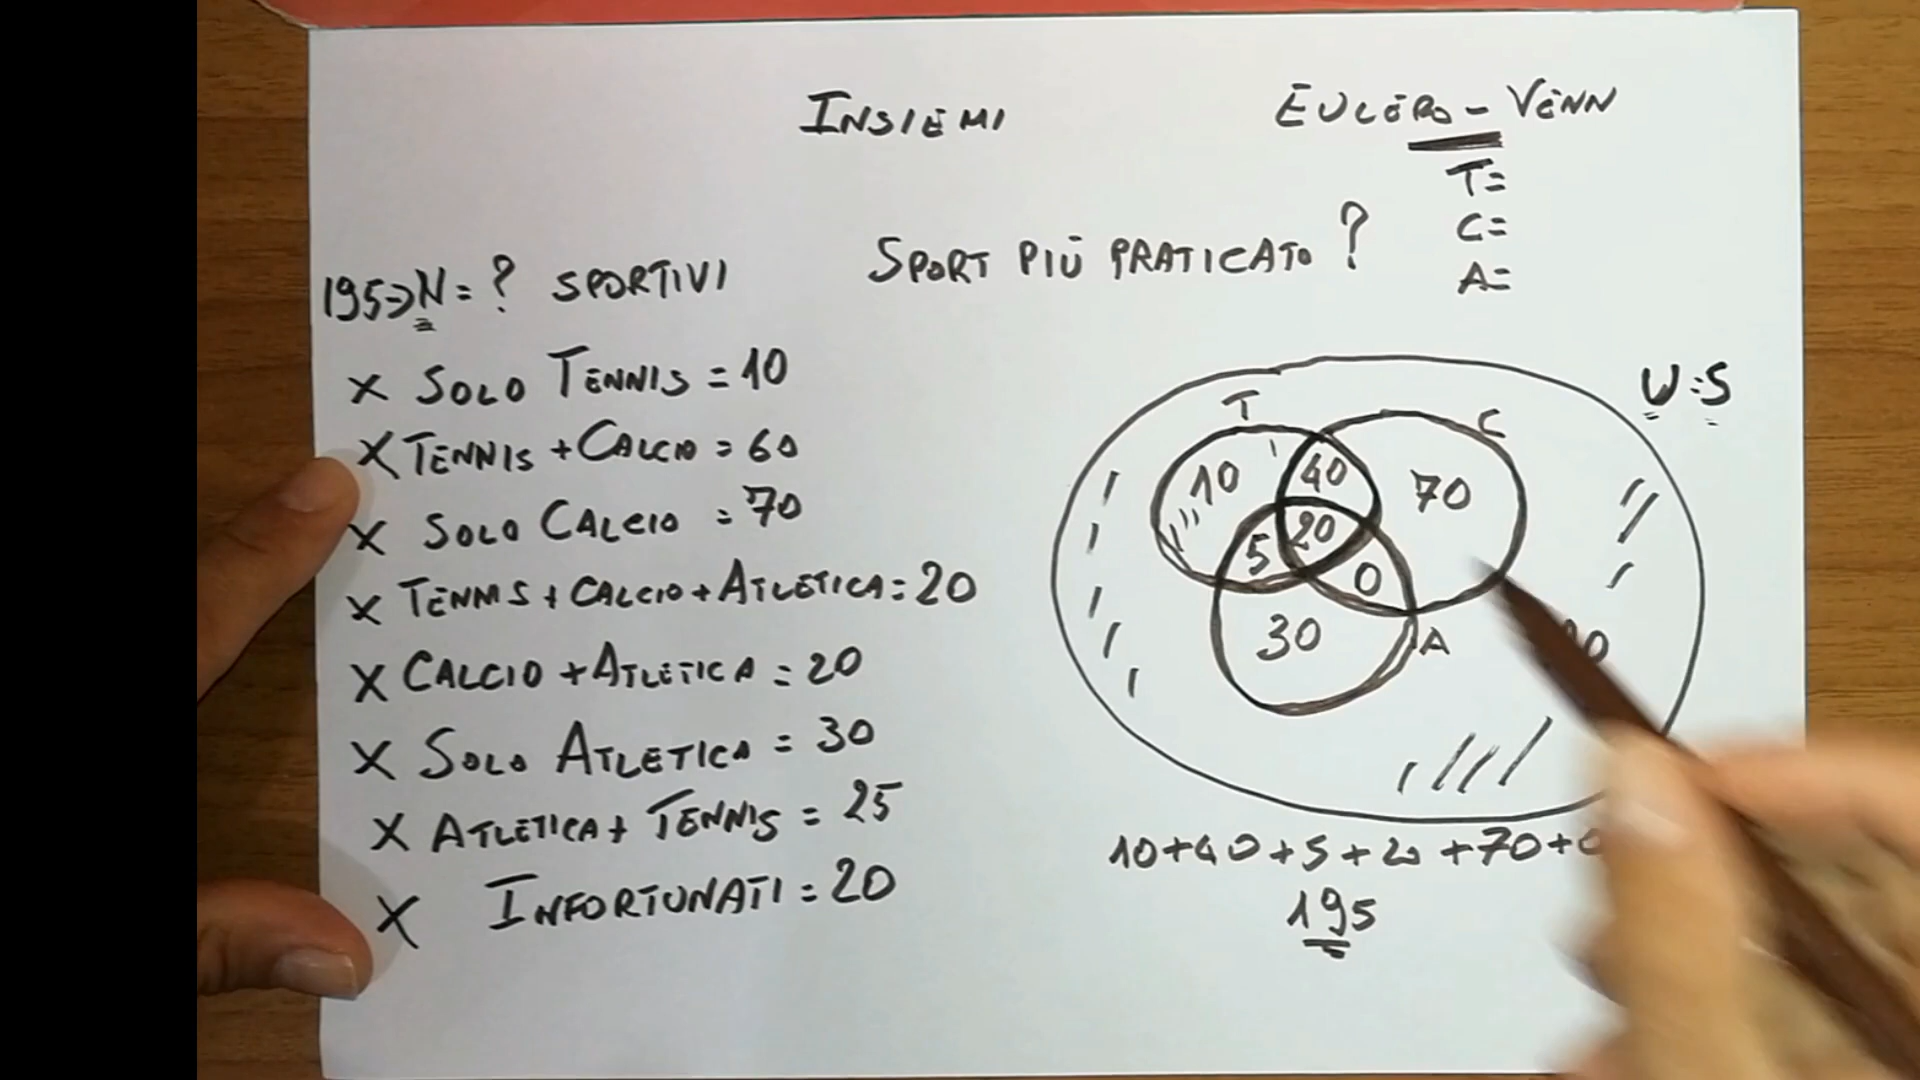 INSIEMI
EULERO - VENN
T=
C=
A=
SPORT PIÙ PRATICATO ?
195=>N = ? SPORTIVI
X SOLO TENNIS = 10
X TENNIS + CALCIO = 60
X SOLO CALCIO = 70
X TENNIS + CALCIO + ATLETICA = 20
X CALCIO + ATLETICA = 20
X SOLO ATLETICA = 30
X ATLETICA + TENNIS = 25
X INFORTUNATI = 20
U=S
T
C
10
40
70
5
20
0
30
A
10+40+5+20+70+0
195